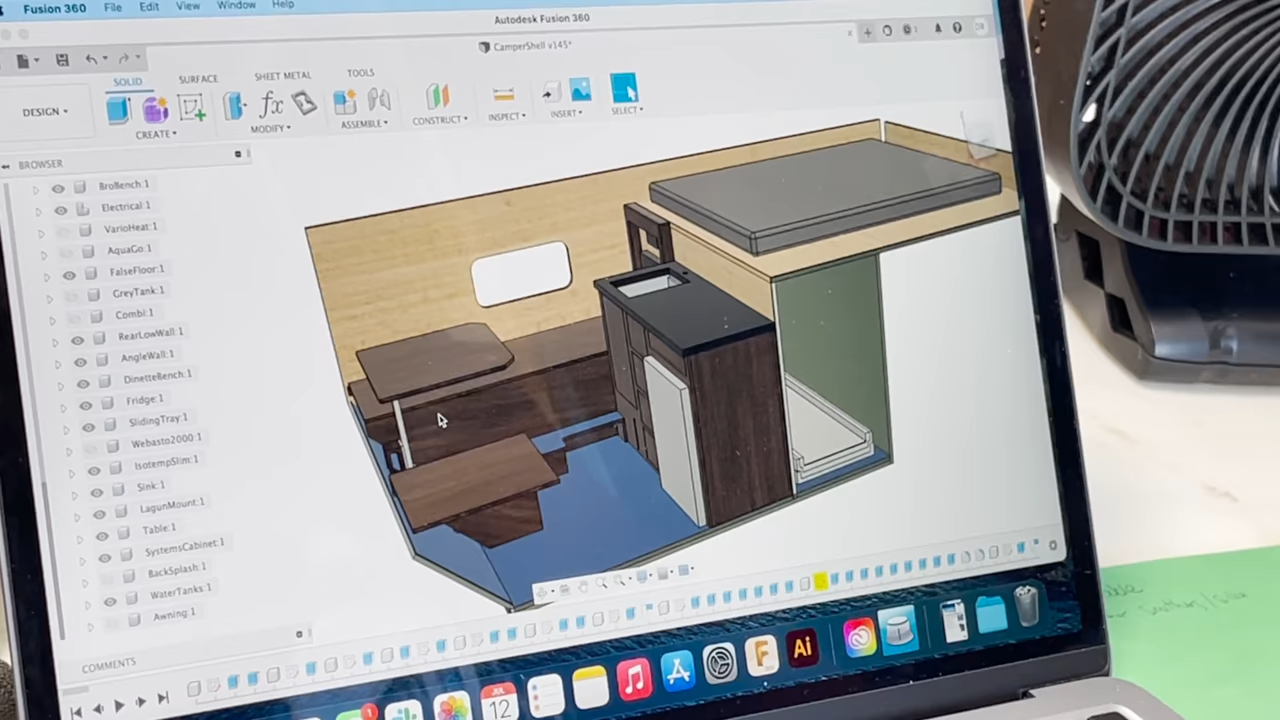 Fusion 360 File Edit View Window Help
Autodesk Fusion 360
CamperShell v145*
SOLID SURFACE SHEET METAL TOOLS
DESIGN
CREATE MODIFY ASSEMBLE CONSTRUCT INSPECT INSERT SELECT
BROWSER
BroBench:1
Electrical:1
VarioHeat:1
AquaGo:1
FalseFloor:1
GreyTank:1
Combi:1
RearLowWall:1
AngleWall:1
DinetteBench:1
Fridge:1
SlidingTray:1
Webasto2000:1
IsotempSlim:1
Sink:1
LagunMount:1
Table:1
SystemsCabinet:1
BackSplash:1
WaterTanks:1
Awning:1
COMMENTS
1
JUL
12
F
Ai